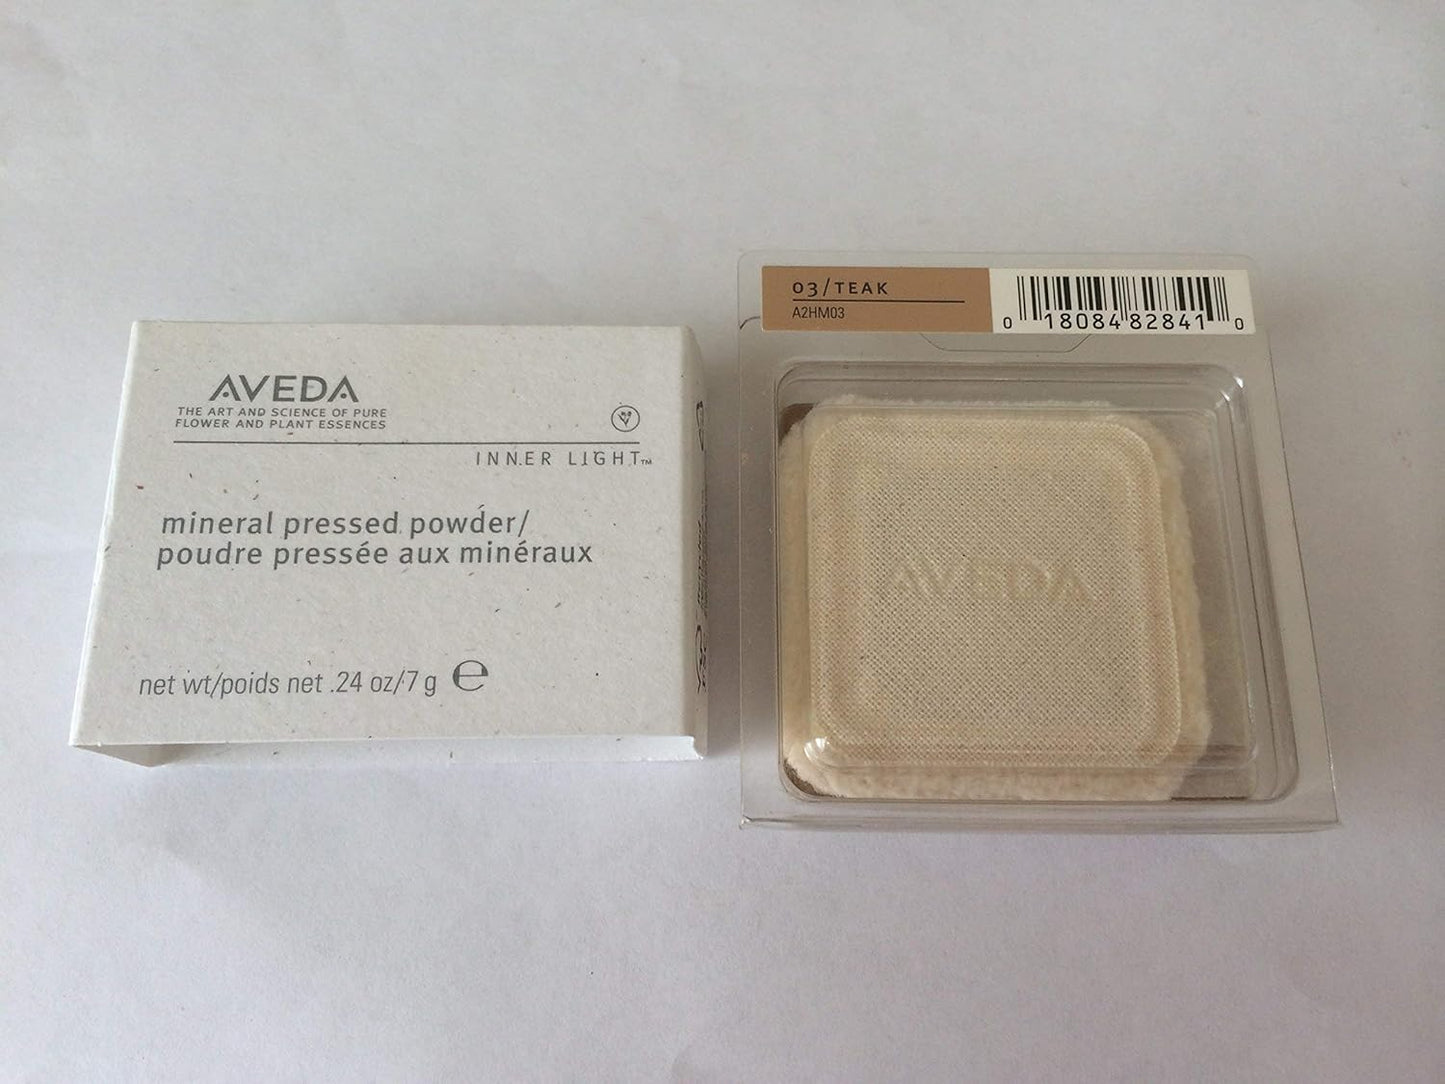 AVEDA
THE ART AND SCIENCE OF PURE
FLOWER AND PLANT ESSENCES
INNER LIGHT™
mineral pressed powder/
poudre pressée aux minéraux
net wt/poids net .24 oz/7 g ℮
03/TEAK
A2HM03
0 18084 82841 0
AVEDA